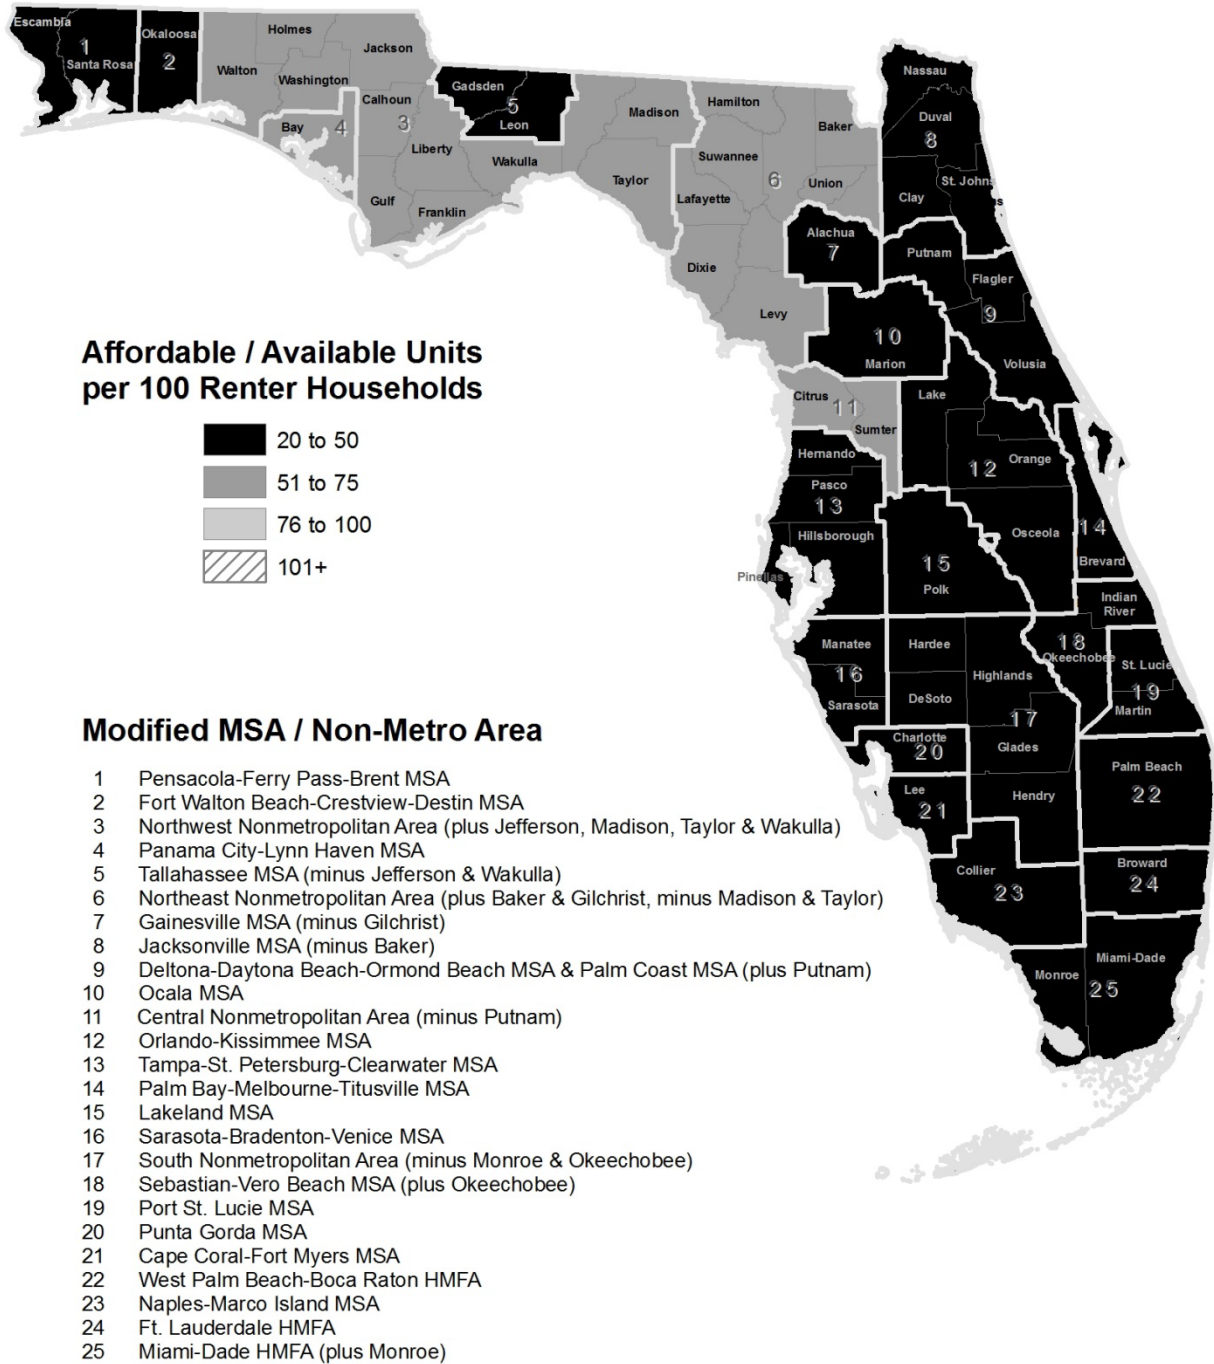 Escambia
Santa Rosa
1
Okaloosa
2
Walton
Holmes
Washington
Jackson
Bay
4
Calhoun
3
Liberty
Gulf
Franklin
Wakulla
Gadsden
5
Leon
Madison
Taylor
Hamilton
Suwannee
Lafayette
6
Baker
Union
Dixie
Levy
Alachua
7
Nassau
Duval
8
Clay
St. Johns
Putnam
Flagler
9
Volusia
10
Marion
Citrus
11
Sumter
Lake
Orange
12
Osceola
Hernando
Pasco
13
Hillsborough
Pinellas
14
Brevard
15
Polk
Indian
River
18
Okeechobee
St. Lucie
19
Martin
Manatee
16
Sarasota
Hardee
Highlands
DeSoto
17
Glades
Charlotte
20
Lee
21
Hendry
Palm Beach
22
Collier
23
Broward
24
Monroe
Miami-Dade
25
Affordable / Available Units
per 100 Renter Households
20 to 50
51 to 75
76 to 100
101+
Modified MSA / Non-Metro Area
1 Pensacola-Ferry Pass-Brent MSA
2 Fort Walton Beach-Crestview-Destin MSA
3 Northwest Nonmetropolitan Area (plus Jefferson, Madison, Taylor & Wakulla)
4 Panama City-Lynn Haven MSA
5 Tallahassee MSA (minus Jefferson & Wakulla)
6 Northeast Nonmetropolitan Area (plus Baker & Gilchrist, minus Madison & Taylor)
7 Gainesville MSA (minus Gilchrist)
8 Jacksonville MSA (minus Baker)
9 Deltona-Daytona Beach-Ormond Beach MSA & Palm Coast MSA (plus Putnam)
10 Ocala MSA
11 Central Nonmetropolitan Area (minus Putnam)
12 Orlando-Kissimmee MSA
13 Tampa-St. Petersburg-Clearwater MSA
14 Palm Bay-Melbourne-Titusville MSA
15 Lakeland MSA
16 Sarasota-Bradenton-Venice MSA
17 South Nonmetropolitan Area (minus Monroe & Okeechobee)
18 Sebastian-Vero Beach MSA (plus Okeechobee)
19 Port St. Lucie MSA
20 Punta Gorda MSA
21 Cape Coral-Fort Myers MSA
22 West Palm Beach-Boca Raton HMFA
23 Naples-Marco Island MSA
24 Ft. Lauderdale HMFA
25 Miami-Dade HMFA (plus Monroe)